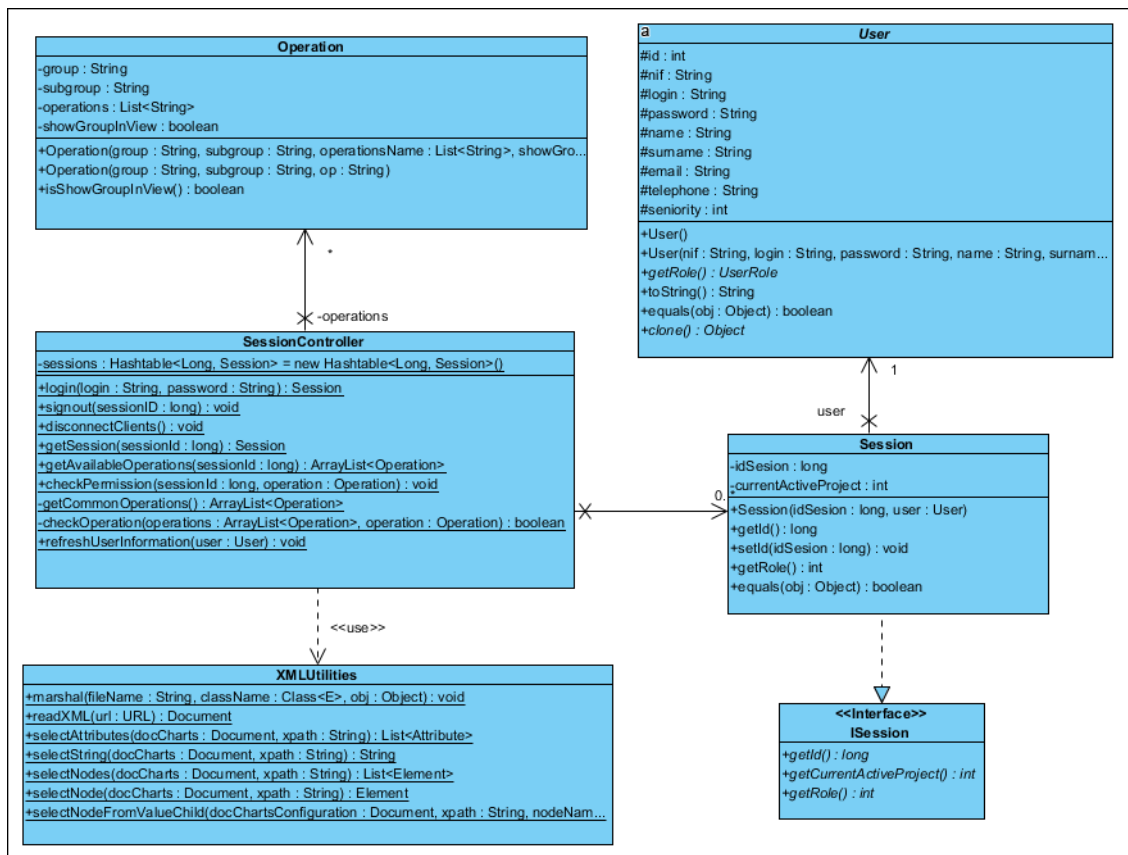 Operation
-group : String
-subgroup : String
-operations : List<String>
-showGroupInView : boolean
+Operation(group : String, subgroup : String, operationsName : List<String>, showGro...
+Operation(group : String, subgroup : String, op : String)
+isShowGroupInView() : boolean
a
User
#id : int
#nif : String
#login : String
#password : String
#name : String
#surname : String
#email : String
#telephone : String
#seniority : int
+User()
+User(nif : String, login : String, password : String, name : String, surnam...
+getRole() : UserRole
+toString() : String
+equals(obj : Object) : boolean
+clone() : Object
*
-operations
SessionController
-sessions : Hashtable<Long, Session> = new Hashtable<Long, Session>()
+login(login : String, password : String) : Session
+signout(sessionID : long) : void
+disconnectClients() : void
+getSession(sessionId : long) : Session
+getAvailableOperations(sessionId : long) : ArrayList<Operation>
+checkPermission(sessionId : long, operation : Operation) : void
-getCommonOperations() : ArrayList<Operation>
-checkOperation(operations : ArrayList<Operation>, operation : Operation) : boolean
+refreshUserInformation(user : User) : void
1
user
0..*
Session
-idSesion : long
-currentActiveProject : int
+Session(idSesion : long, user : User)
+getId() : long
+setId(idSesion : long) : void
+getRole() : int
+equals(obj : Object) : boolean
<<use>>
XMLUtilities
+marshal(fileName : String, className : Class<E>, obj : Object) : void
+readXML(url : URL) : Document
+selectAttributes(docCharts : Document, xpath : String) : List<Attribute>
+selectString(docCharts : Document, xpath : String) : String
+selectNodes(docCharts : Document, xpath : String) : List<Element>
+selectNode(docCharts : Document, xpath : String) : Element
+selectNodeFromValueChild(docChartsConfiguration : Document, xpath : String, nodeNam...
<<Interface>>
ISession
+getId() : long
+getCurrentActiveProject() : int
+getRole() : int